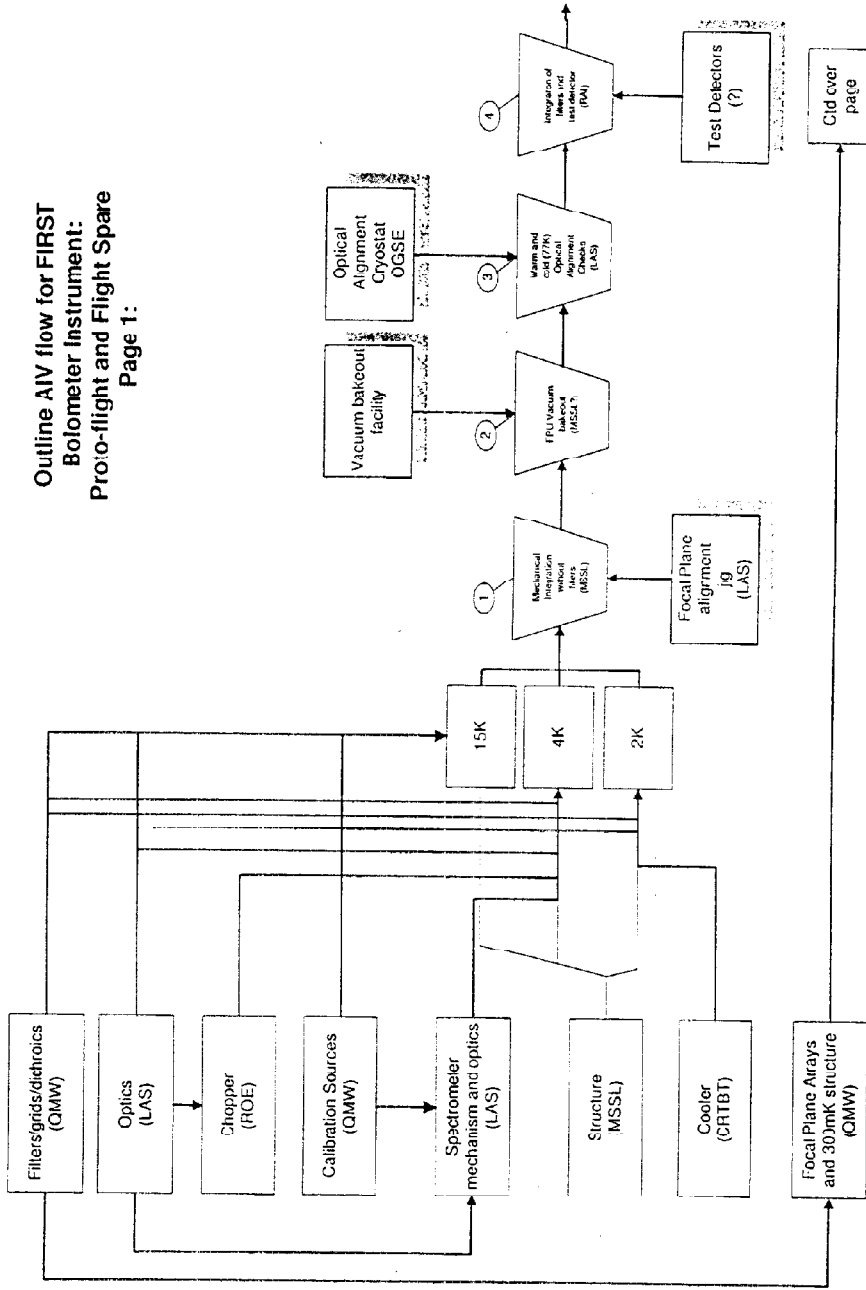 Outline AIV flow for FIRST
Bolometer Instrument:
Proto-flight and Flight Spare
Page 1:
Filters/grids/dichroics
(QMW)
Optics
(LAS)
Chopper
(ROE)
Calibration Sources
(QMW)
Spectrometer
mechanism and optics
(LAS)
Structure
(MSSL)
Cooler
(CRTBT)
Focal Plane Arrays
and 300mK structure
(QMW)
15K
4K
2K
1
Mechanical
Integration
without
filters
(MSSL)
Focal Plane
alignment
jig
(LAS)
Vacuum bakeout
facility
2
FPU Vacuum
bakeout
(MSSL?)
Optical
Alignment
Cryostat
OGSE
3
Warm and
cold (77K)
Optical
Alignment
Checks
(LAS)
4
Integration of
filters and
test detector
(RAL)
Test Detectors
(?)
Ctd over
page